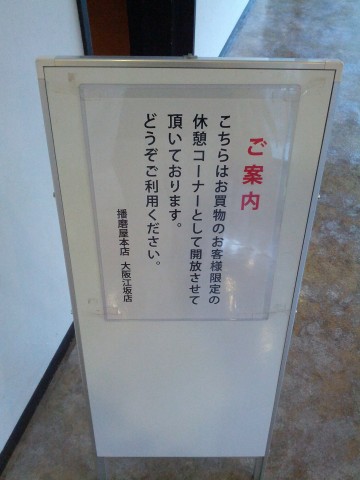 ご案内
こちらはお買物のお客様限定の
休憩コーナーとして開放させて
頂いております。
どうぞご利用ください。
播磨屋本店 大阪江坂店